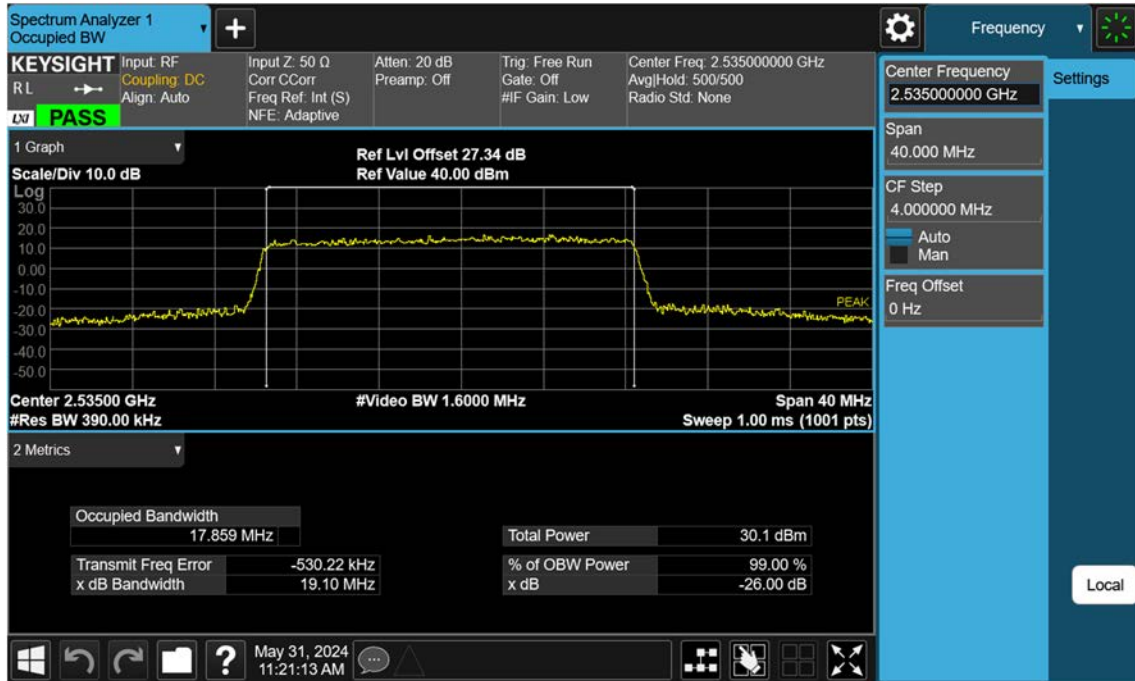 Spectrum Analyzer 1
Occupied BW
+
Frequency
KEYSIGHT
RL
LXI PASS
Input: RF
Coupling: DC
Align: Auto
Input Z: 50 Ω
Corr CCorr
Freq Ref: Int (S)
NFE: Adaptive
Atten: 20 dB
Preamp: Off
Trig: Free Run
Gate: Off
#IF Gain: Low
Center Freq: 2.535000000 GHz
Avg|Hold: 500/500
Radio Std: None
Center Frequency
2.535000000 GHz
Settings
Span
40.000 MHz
CF Step
4.000000 MHz
Auto
Man
Freq Offset
0 Hz
Local
1 Graph
Scale/Div 10.0 dB
Ref Lvl Offset 27.34 dB
Ref Value 40.00 dBm
Log
30.0
20.0
10.0
0.00
-10.0
-20.0
-30.0
-40.0
-50.0
PEAK
Center 2.53500 GHz
#Video BW 1.6000 MHz
Span 40 MHz
#Res BW 390.00 kHz
Sweep 1.00 ms (1001 pts)
2 Metrics
Occupied Bandwidth
17.859 MHz
Total Power 30.1 dBm
Transmit Freq Error -530.22 kHz
% of OBW Power 99.00 %
x dB Bandwidth 19.10 MHz
x dB -26.00 dB
?
May 31, 2024
11:21:13 AM